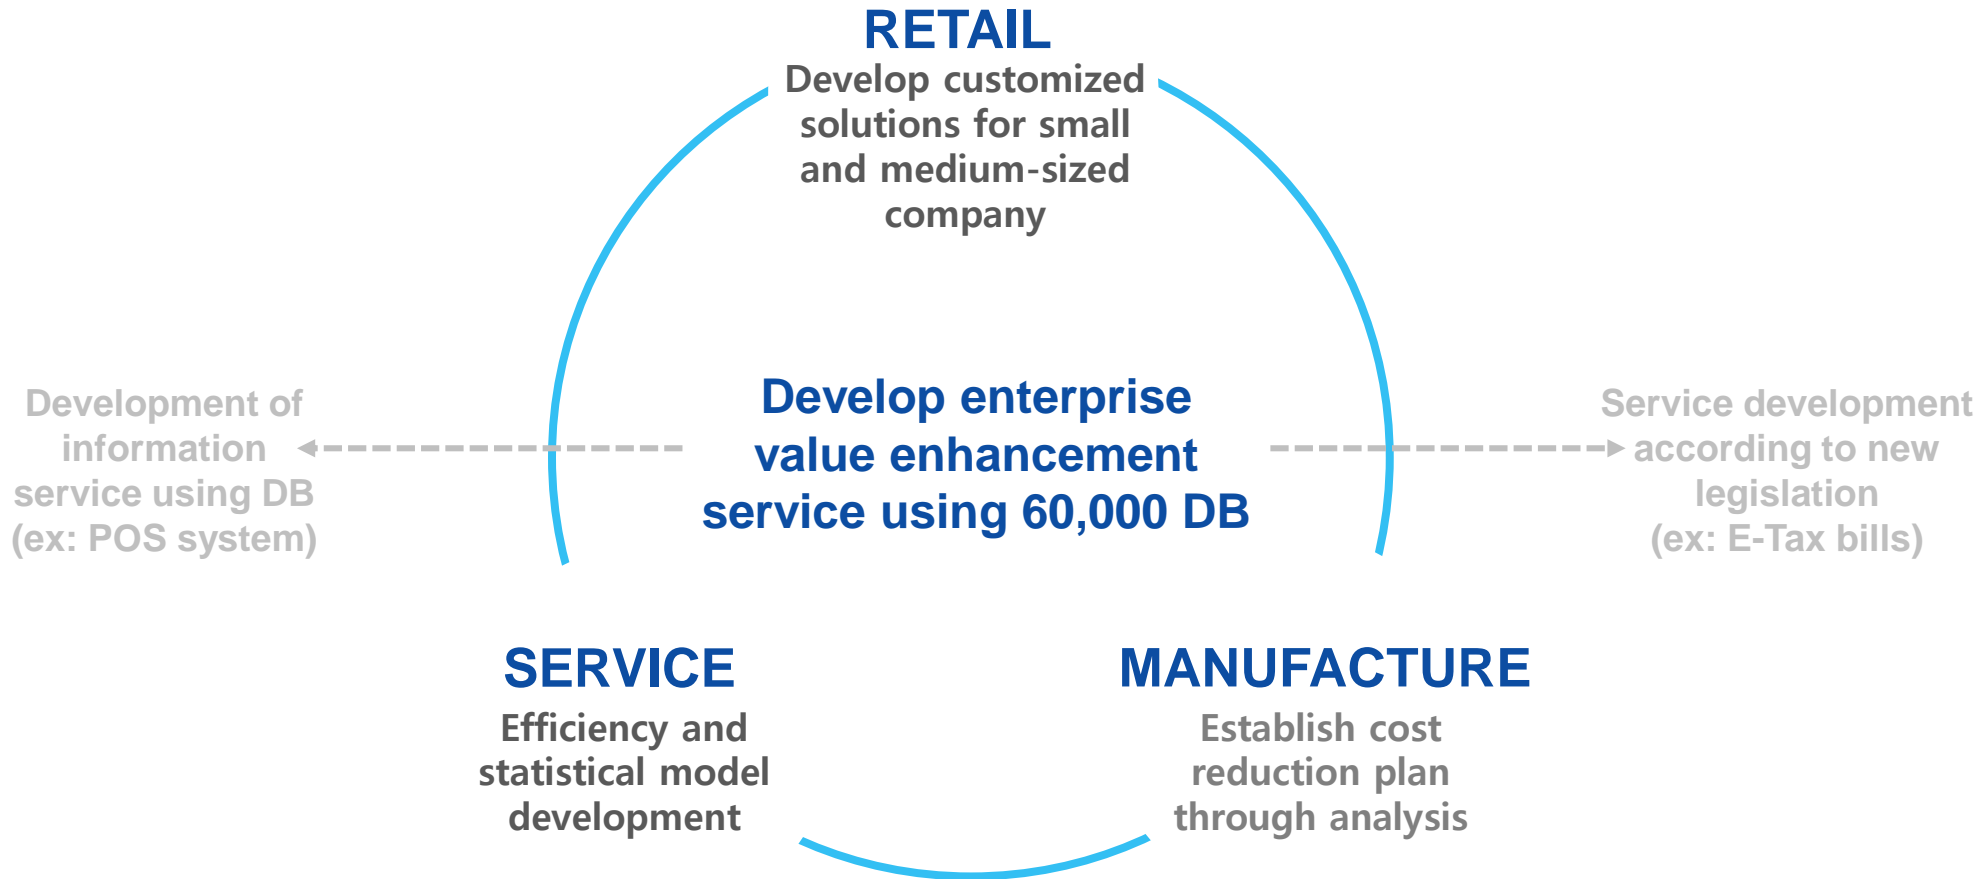 RETAIL
Develop customized
solutions for small
and medium-sized
company
Development of
information
service using DB
(ex: POS system)
Develop enterprise
value enhancement
service using 60,000 DB
Service development
according to new
legislation
(ex: E-Tax bills)
SERVICE
Efficiency and
statistical model
development
MANUFACTURE
Establish cost
reduction plan
through analysis